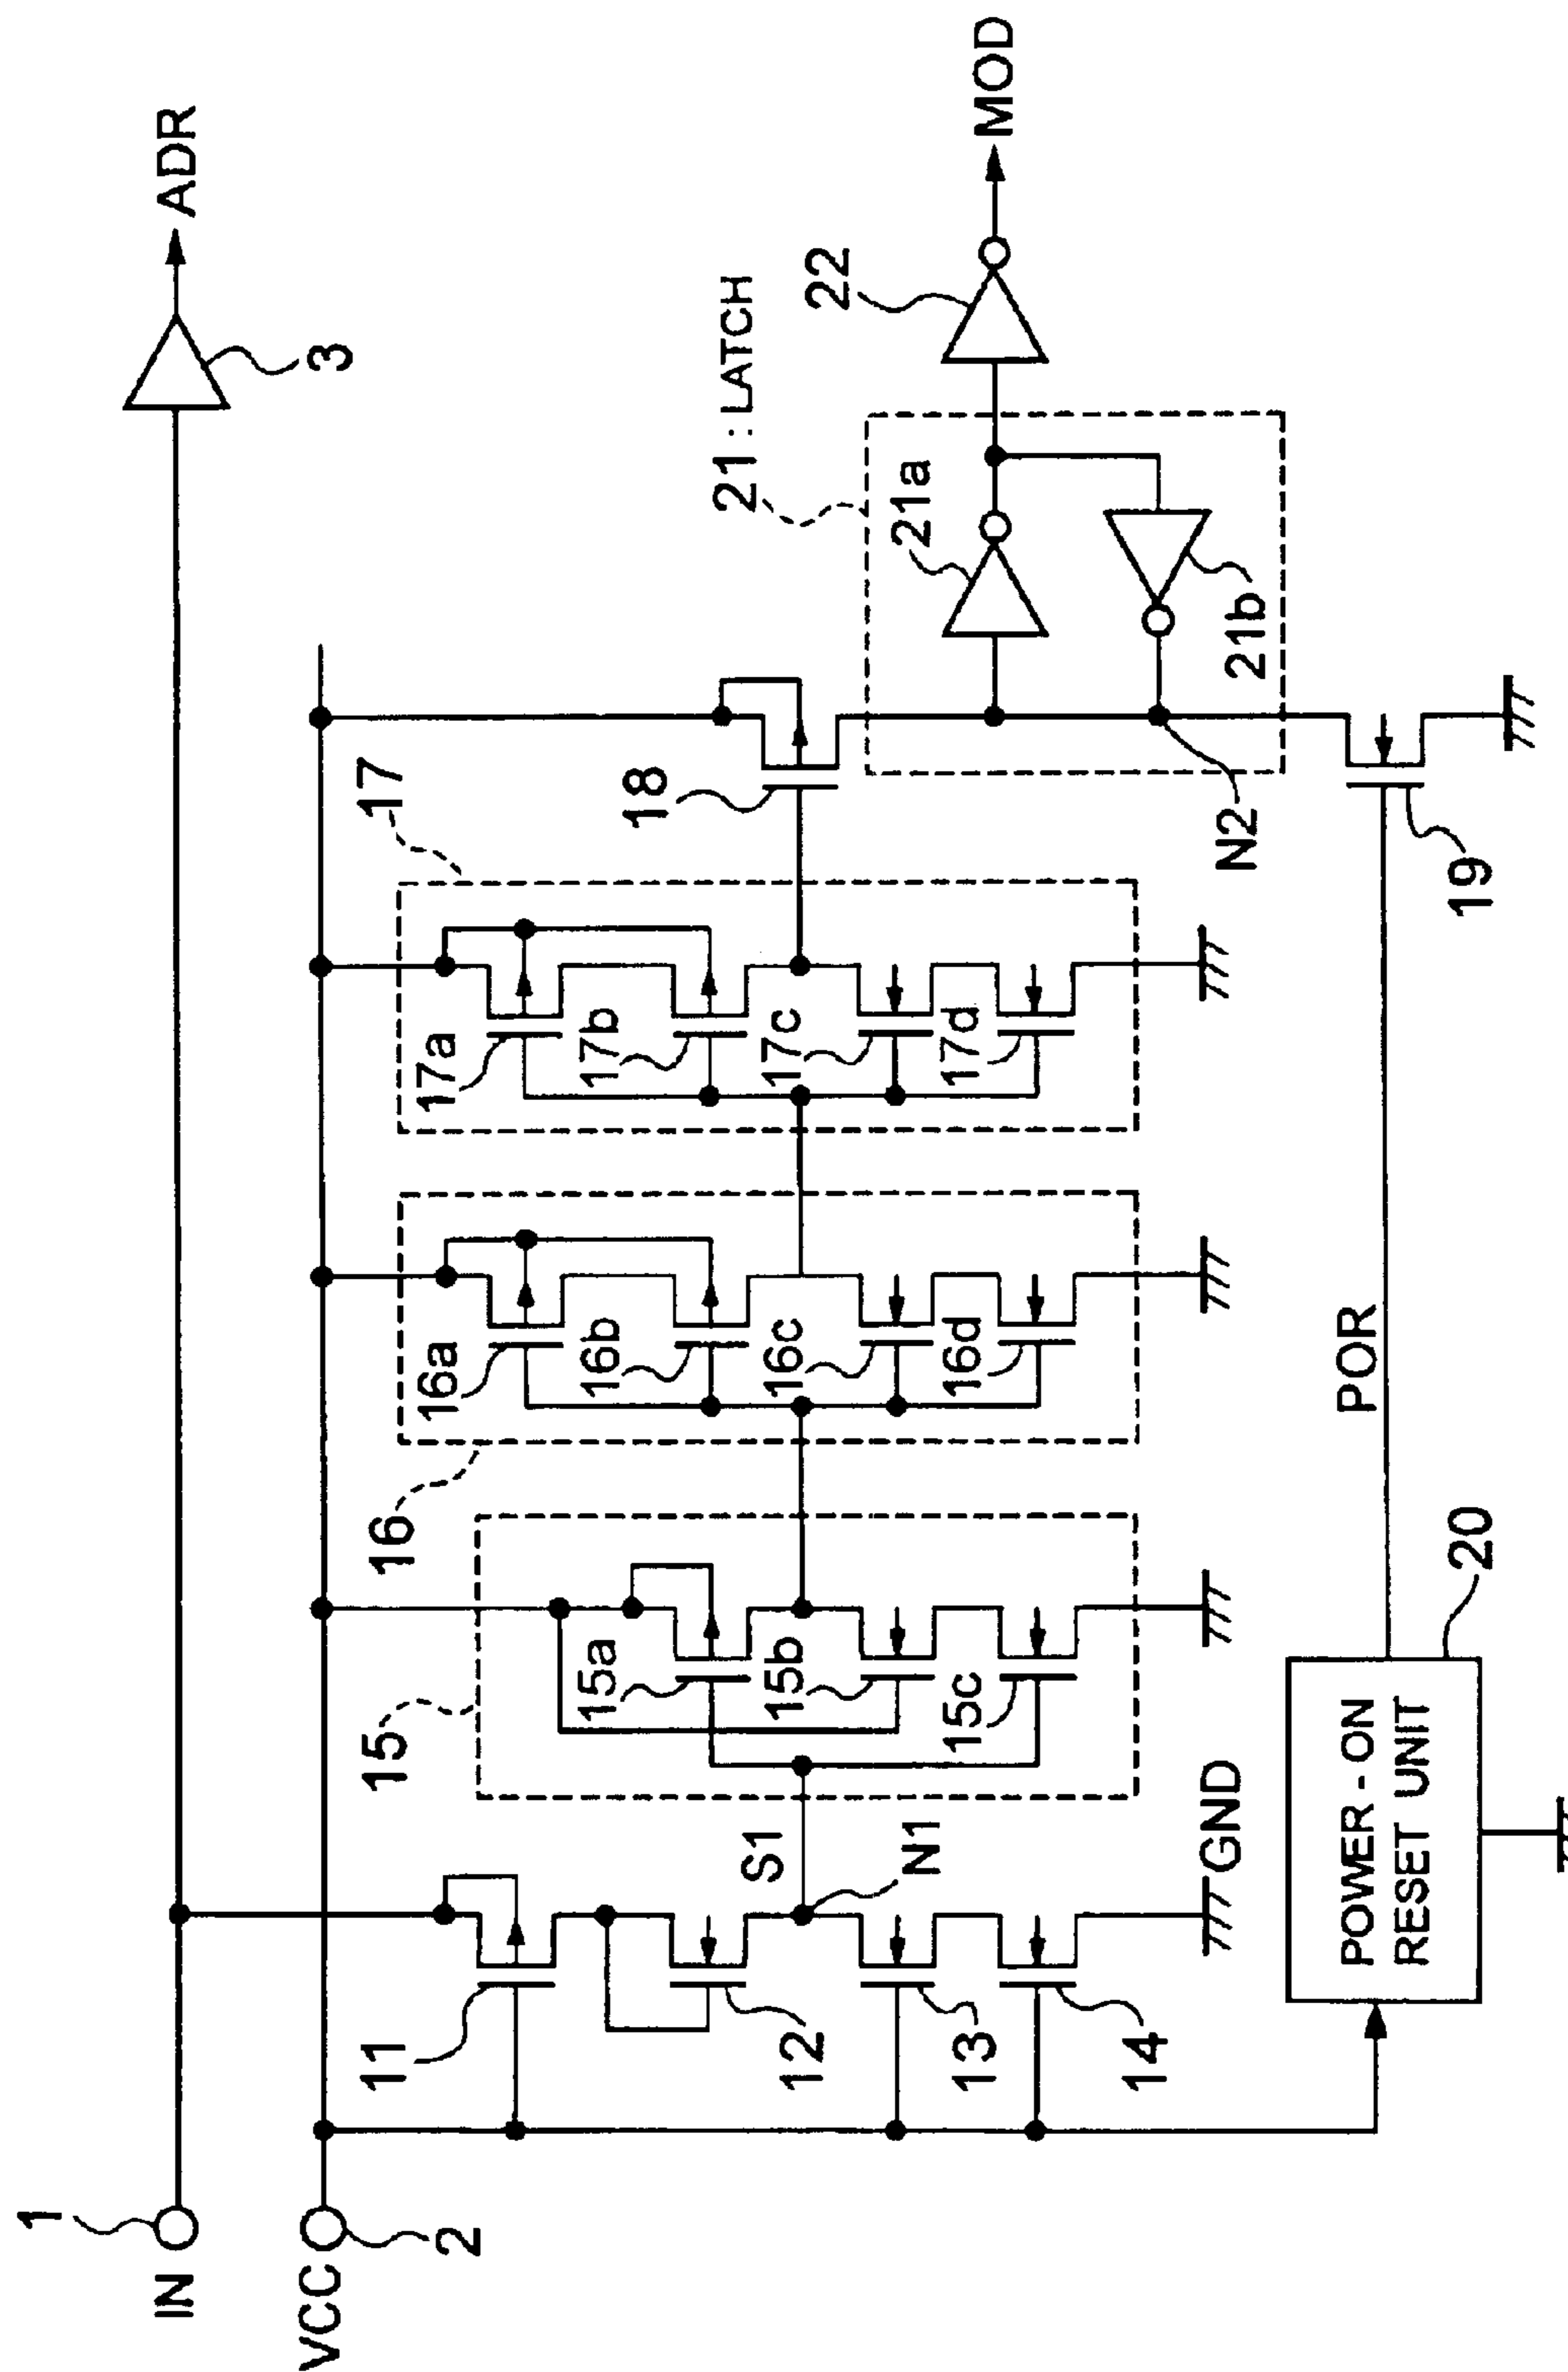 1
IN
ADR
3
VCC
2
11
12
13
14
S1
N1
GND
15
15a
15b
15c
16
16a
16b
16c
16d
17
17a
17b
17c
17d
18
21 : LATCH
21a
21b
22
MOD
N2
19
POR
20
POWER - ON
RESET UNIT